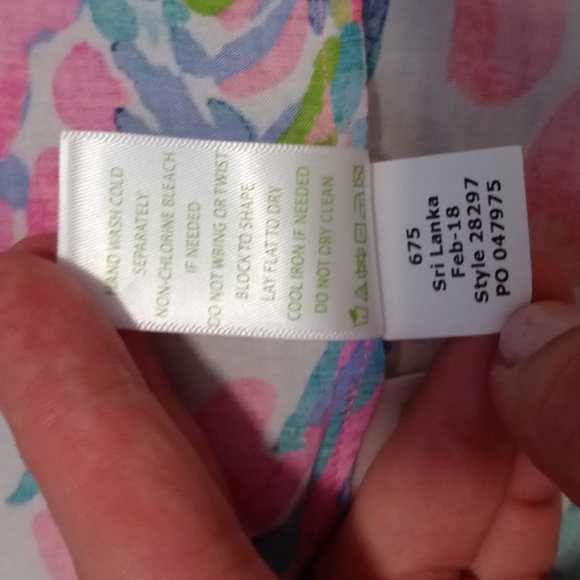 HAND WASH COLD
SEPARATELY
NON-CHLORINE BLEACH
IF NEEDED
DO NOT WRING OR TWIST
BLOCK TO SHAPE,
LAY FLAT TO DRY
COOL IRON IF NEEDED
DO NOT DRY CLEAN
675
Sri Lanka
Feb-18
Style 28297
PO 047975